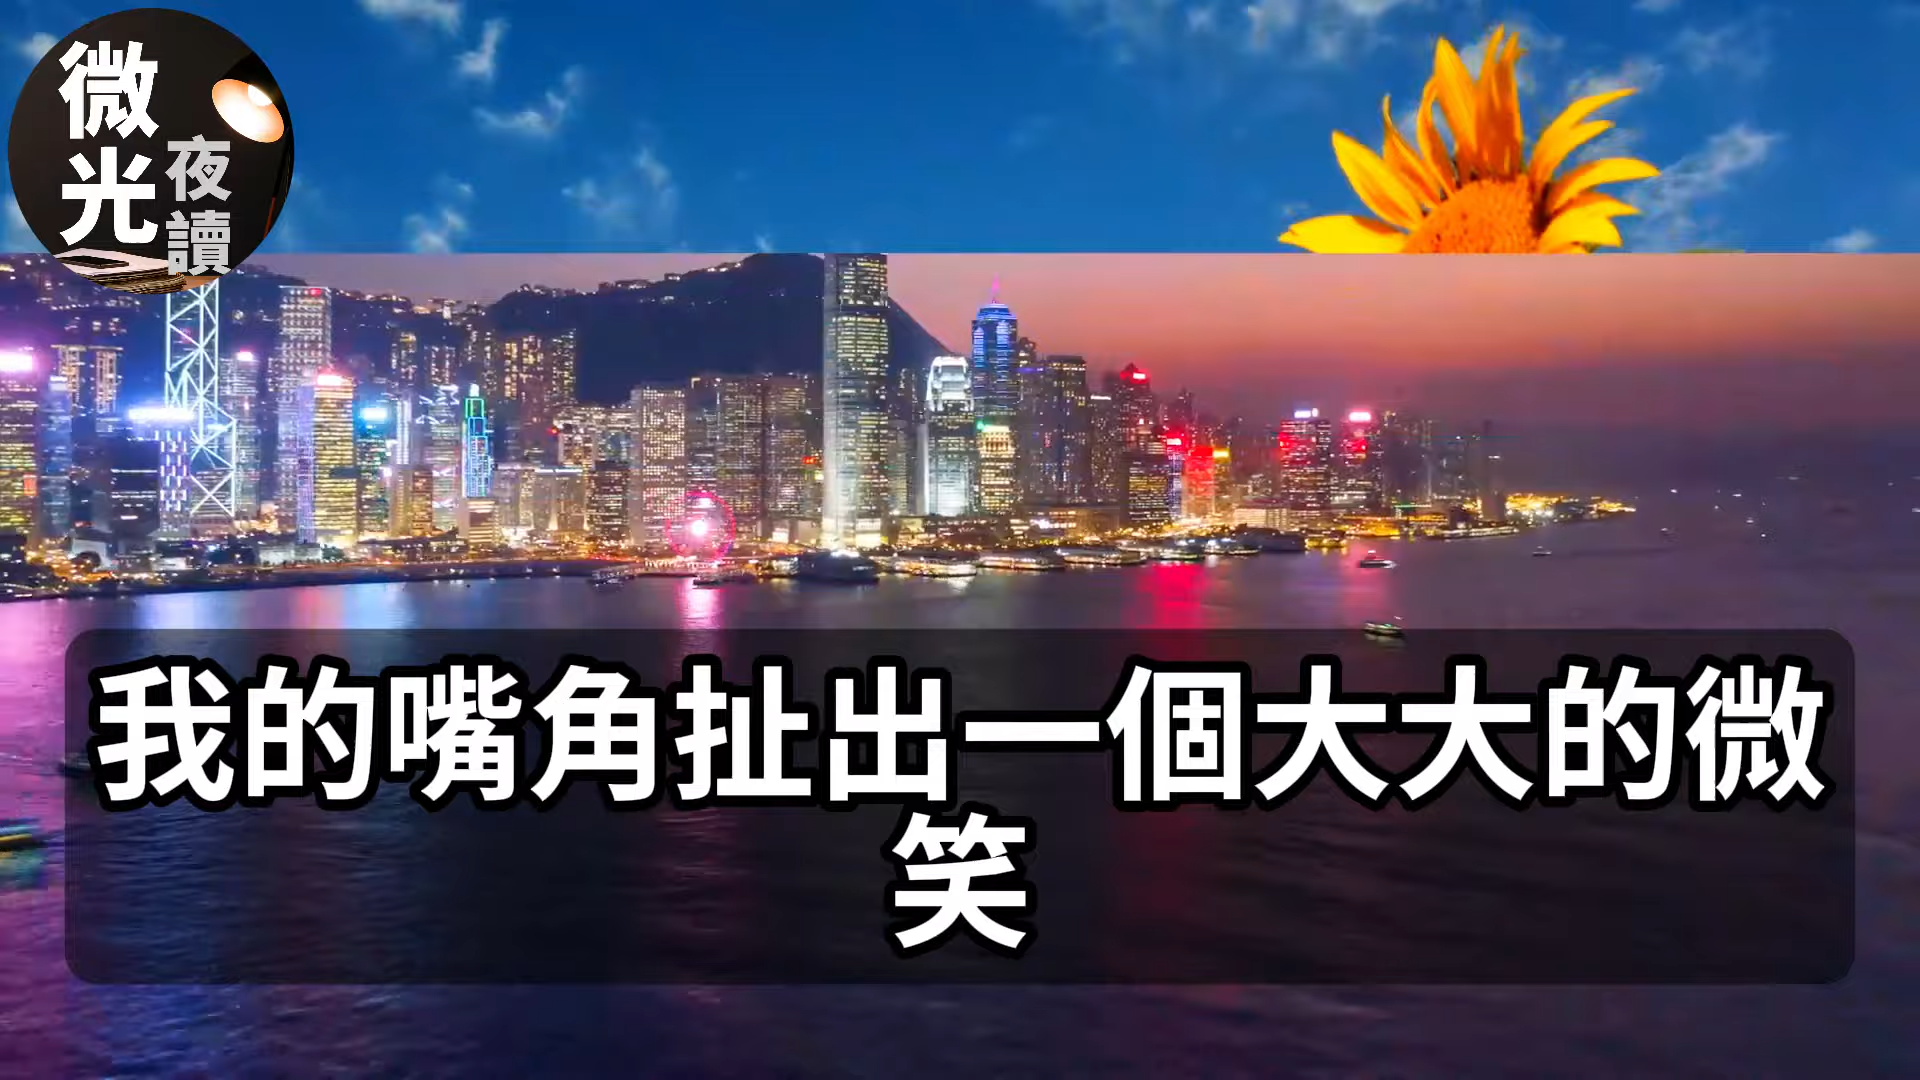 微光
夜讀
我的嘴角扯出一個大大的微
笑